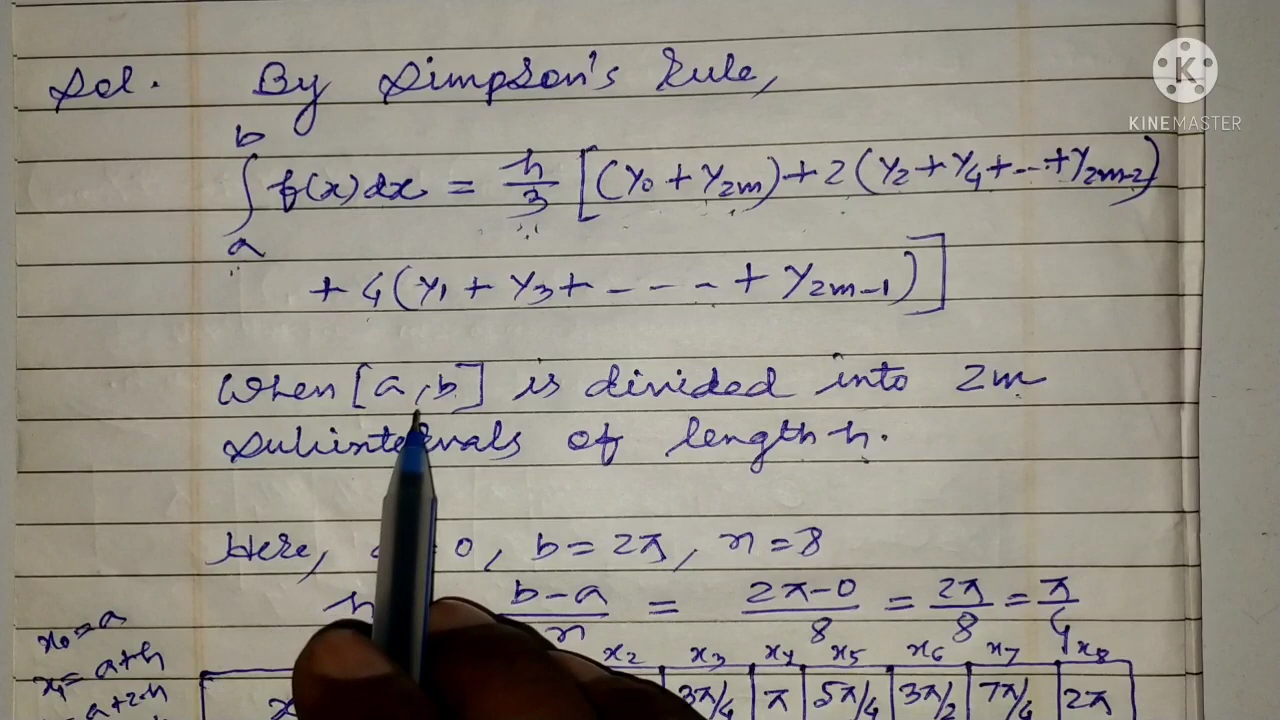 Sol. By Simpson's Rule,
K
KINEMASTER
b
∫ f(x)dx = h/3 [(y0 + y2m) + 2 (y2 + y4 + --- + y2m-2)
a
+ 4 (y1 + y3 + - - - - + y2m-1)]
When [a, b] is divided into 2m
subintervals of length h.
Here, 0, b = 2π, n = 8
h b-a/n = 2π-0/8 = 2π/8 = π/4
x0 = a
x1 = a+h
= a+2h
x2 x3 x4 x5 x6 x7 x8
x 3π/4 π 5π/4 3π/2 7π/4 2π